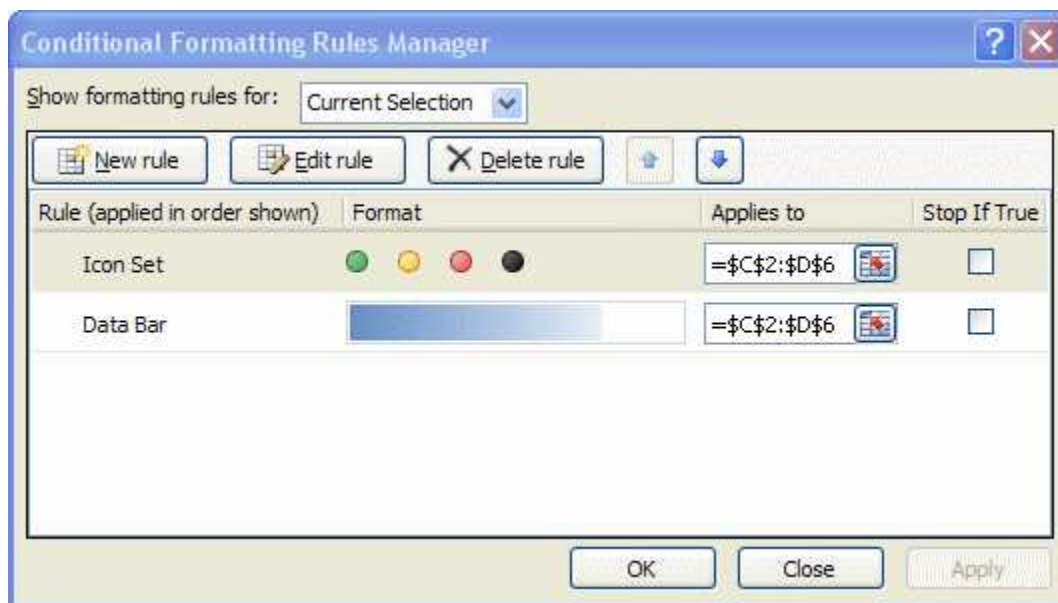 Conditional Formatting Rules Manager
Show formatting rules for: Current Selection
New rule Edit rule Delete rule
Rule (applied in order shown) Format Applies to Stop If True
Icon Set =$C$2:$D$6
Data Bar =$C$2:$D$6
OK Close Apply